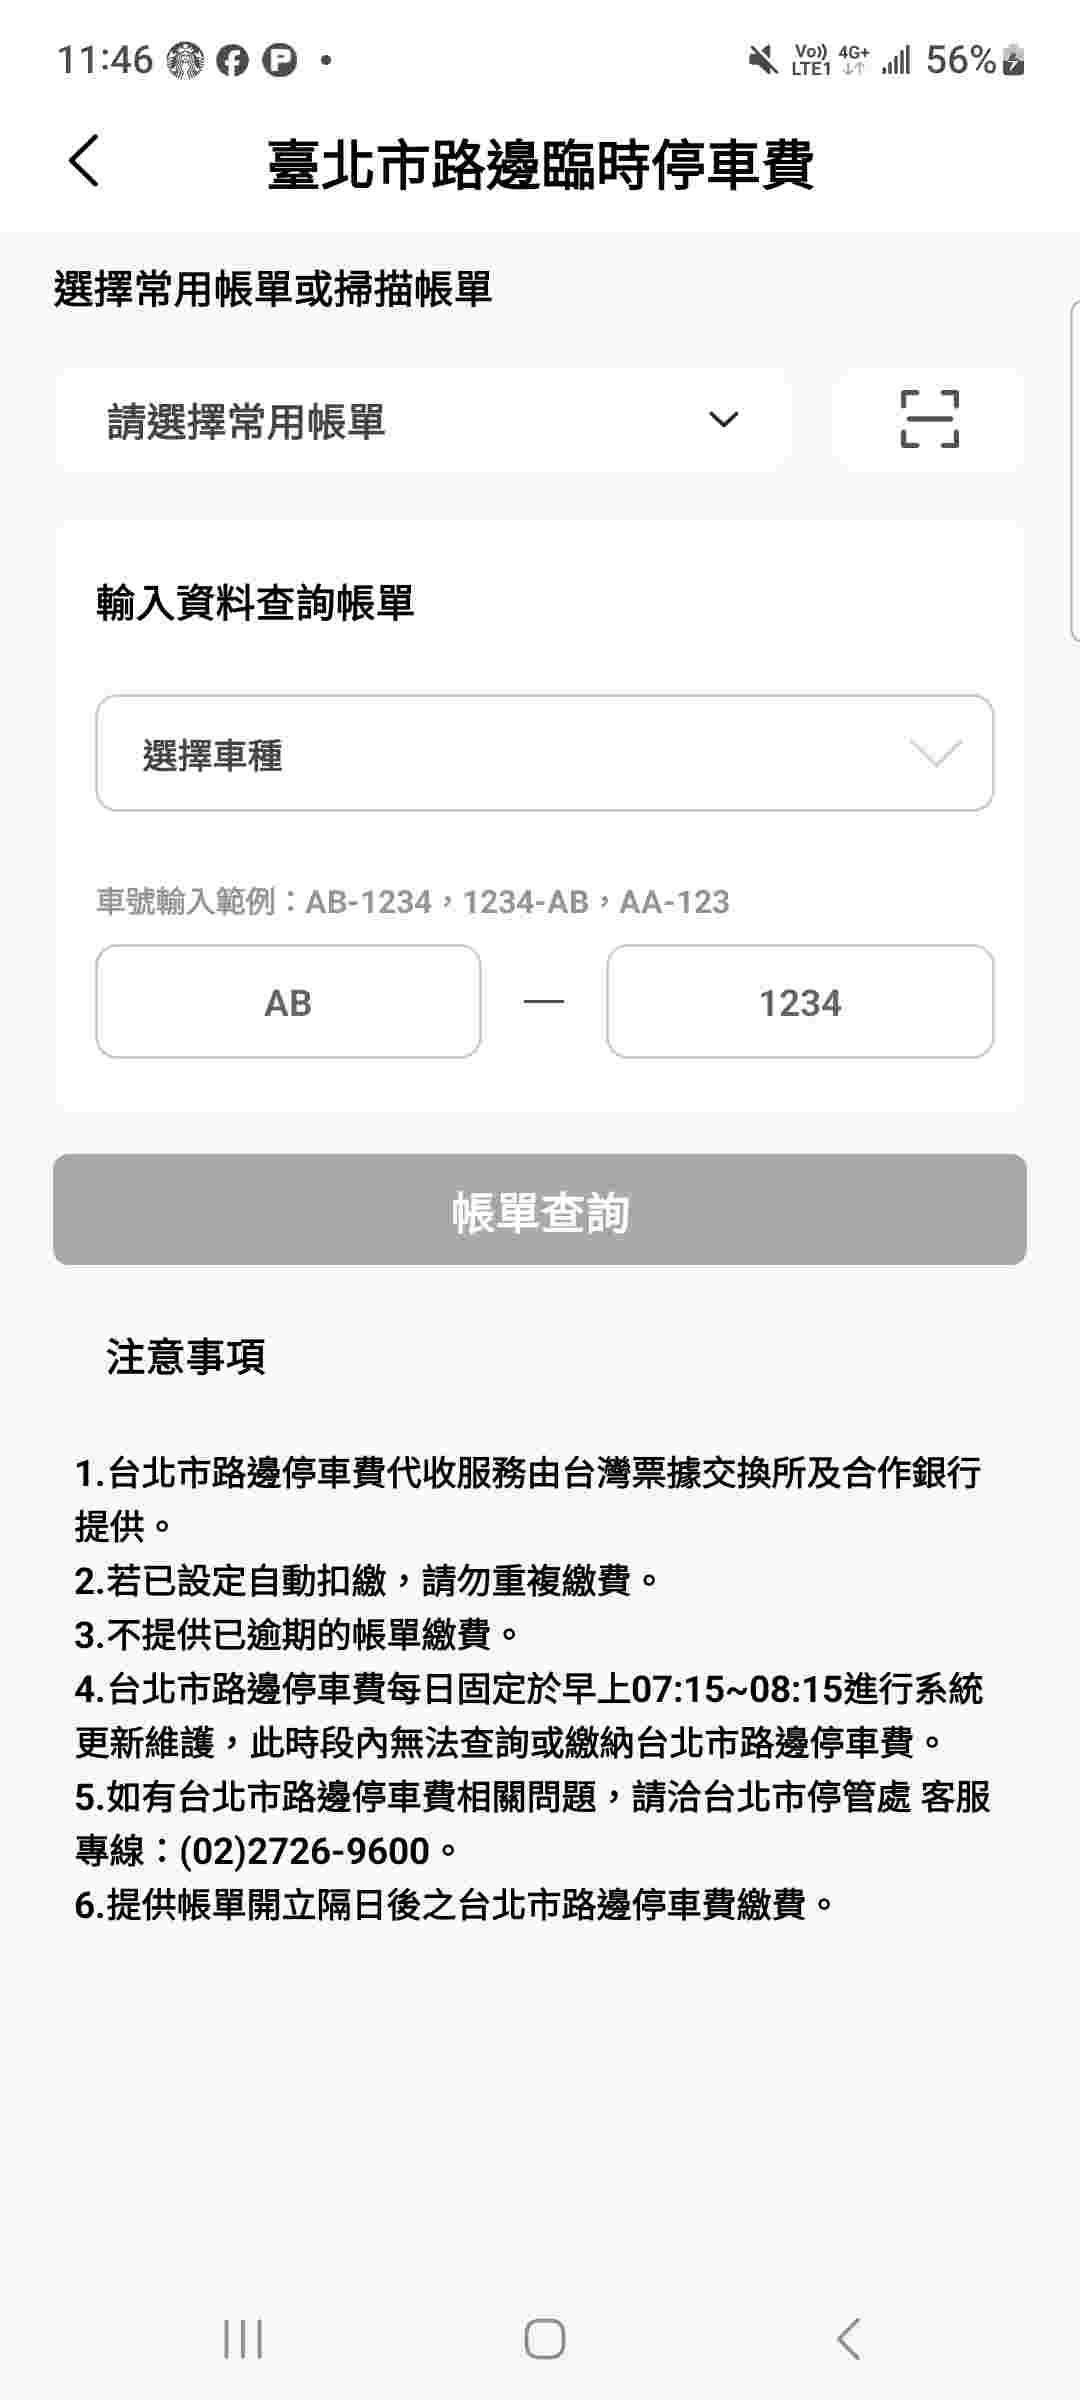 11:46
Vo)) LTE1 4G+ 56%
臺北市路邊臨時停車費
選擇常用帳單或掃描帳單
請選擇常用帳單
輸入資料查詢帳單
選擇車種
車號輸入範例：AB-1234，1234-AB，AA-123
AB — 1234
帳單查詢
注意事項
1.台北市路邊停車費代收服務由台灣票據交換所及合作銀行
提供。
2.若已設定自動扣繳，請勿重複繳費。
3.不提供已逾期的帳單繳費。
4.台北市路邊停車費每日固定於早上07:15~08:15進行系統
更新維護，此時段內無法查詢或繳納台北市路邊停車費。
5.如有台北市路邊停車費相關問題，請洽台北市停管處 客服
專線：(02)2726-9600。
6.提供帳單開立隔日後之台北市路邊停車費繳費。